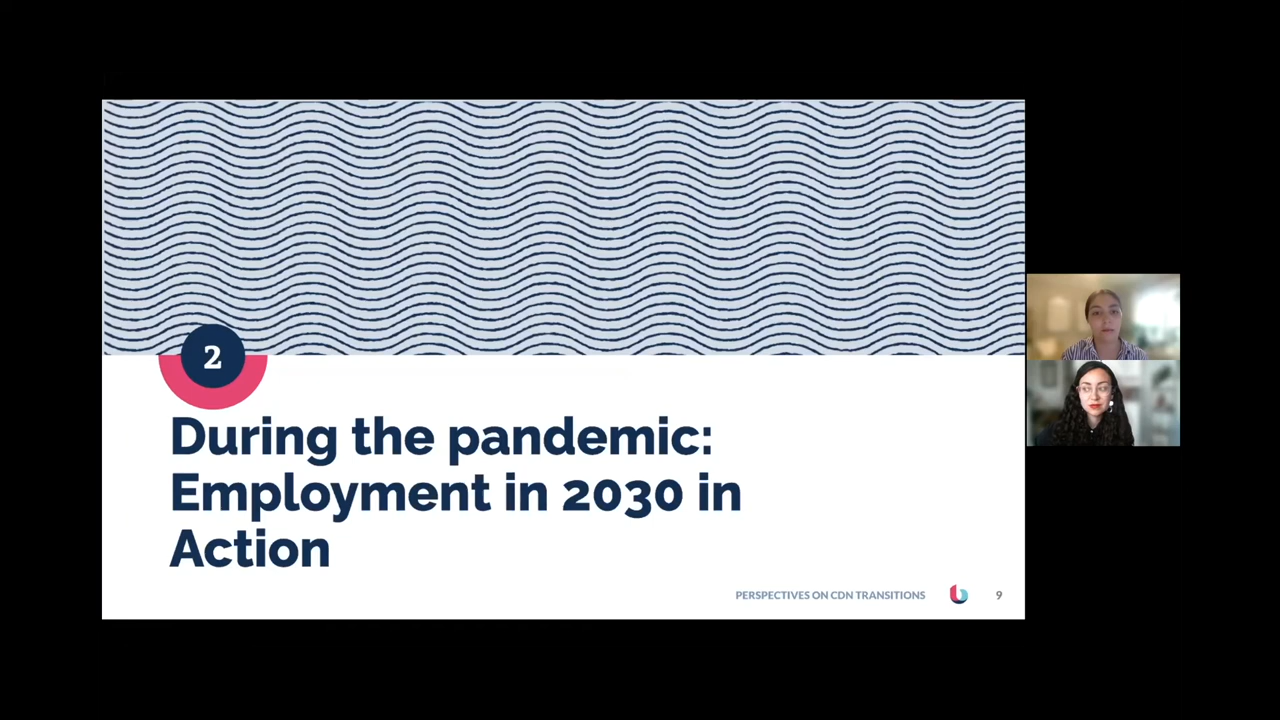 2
During the pandemic:
Employment in 2030 in
Action
PERSPECTIVES ON CDN TRANSITIONS
9